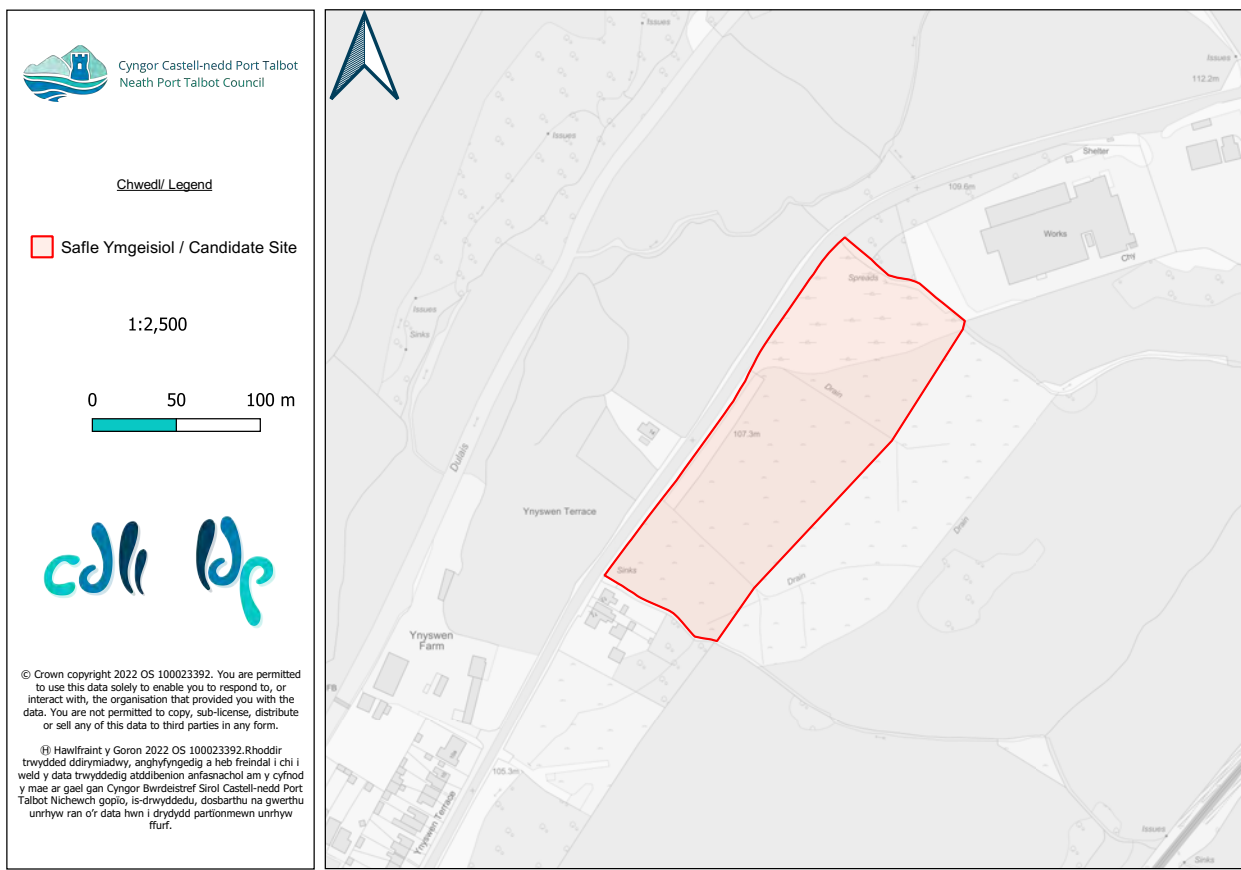 Cyngor Castell-nedd Port Talbot
Neath Port Talbot Council
Chwedl/ Legend
Safle Ymgeisiol / Candidate Site
1:2,500
0 50 100 m
cdll ldp
© Crown copyright 2022 OS 100023392. You are permitted
to use this data solely to enable you to respond to, or
interact with, the organisation that provided you with the
data. You are not permitted to copy, sub-license, distribute
or sell any of this data to third parties in any form.
Ⓗ Hawlfraint y Goron 2022 OS 100023392.Rhoddir
trwydded ddirymiadwy, anghyfyngedig a heb freindal i chi i
weld y data trwyddedig atddibenion anfasnachol am y cyfnod
y mae ar gael gan Cyngor Bwrdeistref Sirol Castell-nedd Port
Talbot Nichewch gopïo, is-drwyddedu, dosbarthu na gwerthu
unrhyw ran o'r data hwn i drydydd partïonmewn unrhyw
ffurf.
Issues
Issues
112.2m
Issues
Shelter
109.6m
Works
Spreads
Issues
Sinks
Drain
107.3m
Dulais
Ynyswen Terrace
Drain
Sinks
Drain
Ynyswen
Farm
105.3m
Ynyswen Terrace
Issues
Sinks